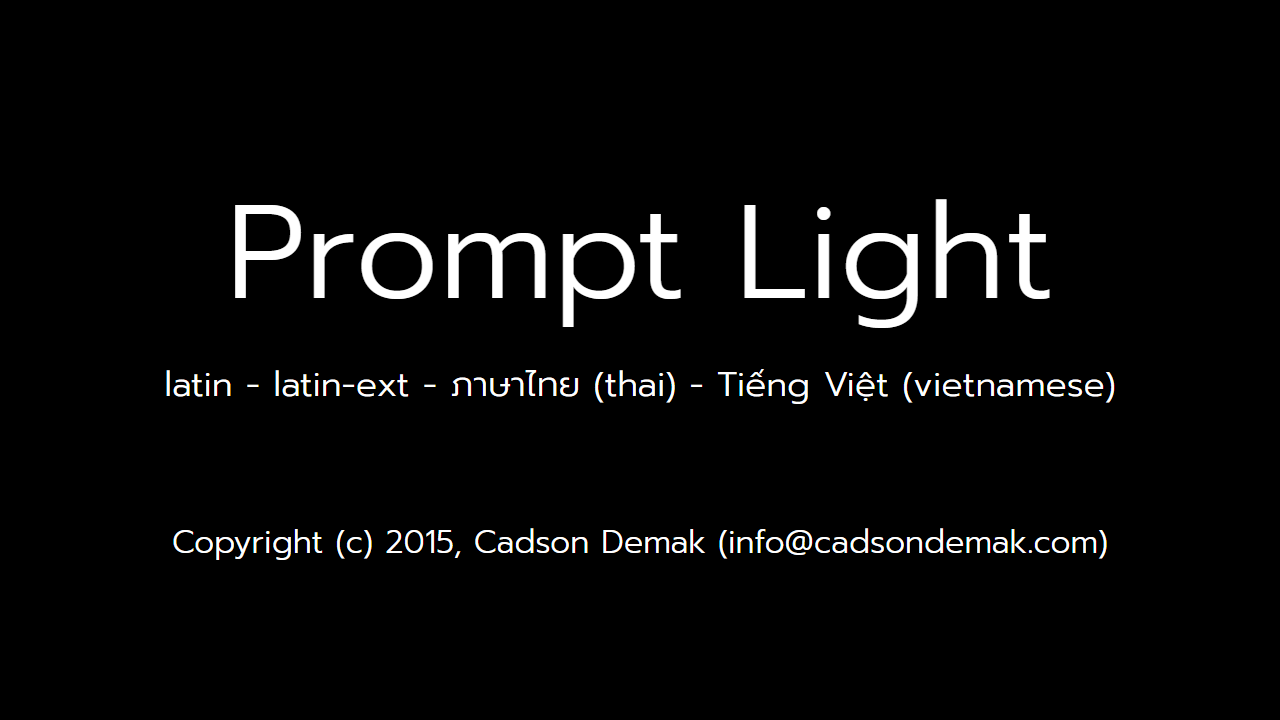 Prompt Light
latin - latin-ext - ภาษาไทย (thai) - Tiếng Việt (vietnamese)
Copyright (c) 2015, Cadson Demak (info@cadsondemak.com)